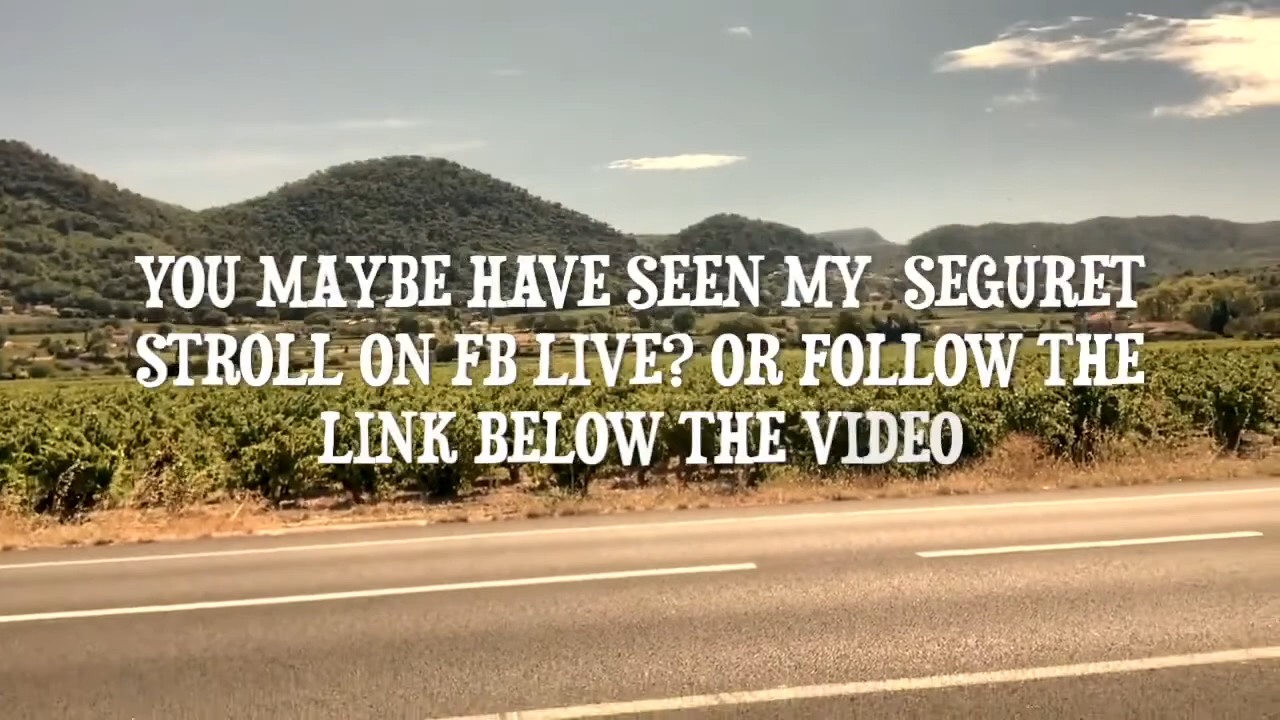 YOU MAYBE HAVE SEEN MY SEGURET
STROLL ON FB LIVE? OR FOLLOW THE
LINK BELOW THE VIDEO